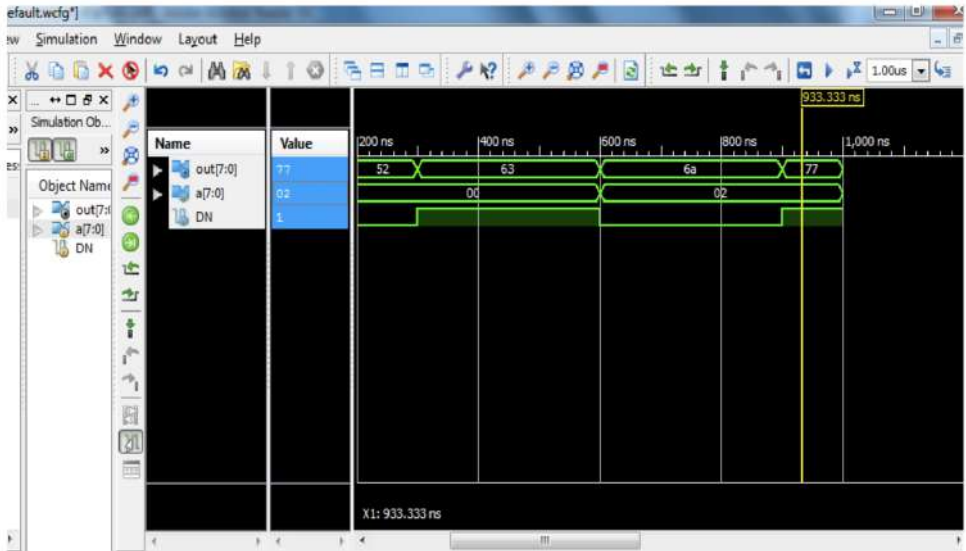 efault.wcfg*]
ew Simulation Window Layout Help
1.00us
Simulation Ob...
Object Name
out[7:0
a[7:0]
DN
Name Value
out[7:0] 77
a[7:0] 02
DN 1
933.333 ns
200 ns 400 ns 600 ns 800 ns 1,000 ns
52 63 6a 77
00 02
X1: 933.333 ns